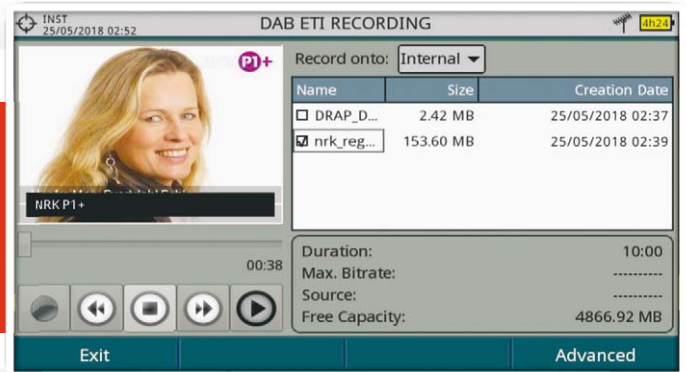 INST
25/05/2018 02:52
DAB ETI RECORDING
4h24
P1+
NRK P1+
00:38
Record onto: Internal
Name Size Creation Date
DRAP_D... 2.42 MB 25/05/2018 02:37
nrk_reg... 153.60 MB 25/05/2018 02:39
Duration: 10:00
Max. Bitrate: ----------
Source: ----------
Free Capacity: 4866.92 MB
Exit Advanced